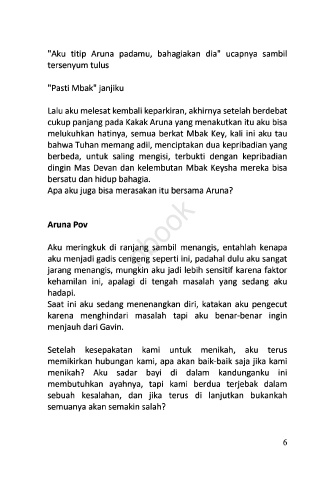 "Aku titip Aruna padamu, bahagiakan dia" ucapnya sambil
tersenyum tulus
"Pasti Mbak" janjiku
Lalu aku melesat kembali keparkiran, akhirnya setelah berdebat
cukup panjang pada Kakak Aruna yang menakutkan itu aku bisa
melukuhkan hatinya, semua berkat Mbak Key, kali ini aku tau
bahwa Tuhan memang adil, menciptakan dua kepribadian yang
berbeda, untuk saling mengisi, terbukti dengan kepribadian
dingin Mas Devan dan kelembutan Mbak Keysha mereka bisa
bersatu dan hidup bahagia.
Apa aku juga bisa merasakan itu bersama Aruna?
Aruna Pov
Aku meringkuk di ranjang sambil menangis, entahlah kenapa
aku menjadi gadis cengeng seperti ini, padahal dulu aku sangat
jarang menangis, mungkin aku jadi lebih sensitif karena faktor
kehamilan ini, apalagi di tengah masalah yang sedang aku
hadapi.
Saat ini aku sedang menenangkan diri, katakan aku pengecut
karena menghindari masalah tapi aku benar-benar ingin
menjauh dari Gavin.
Setelah kesepakatan kami untuk menikah, aku terus
memikirkan hubungan kami, apa akan baik-baik saja jika kami
menikah? Aku sadar bayi di dalam kandunganku ini
membutuhkan ayahnya, tapi kami berdua terjebak dalam
sebuah kesalahan, dan jika terus di lanjutkan bukankah
semuanya akan semakin salah?
6